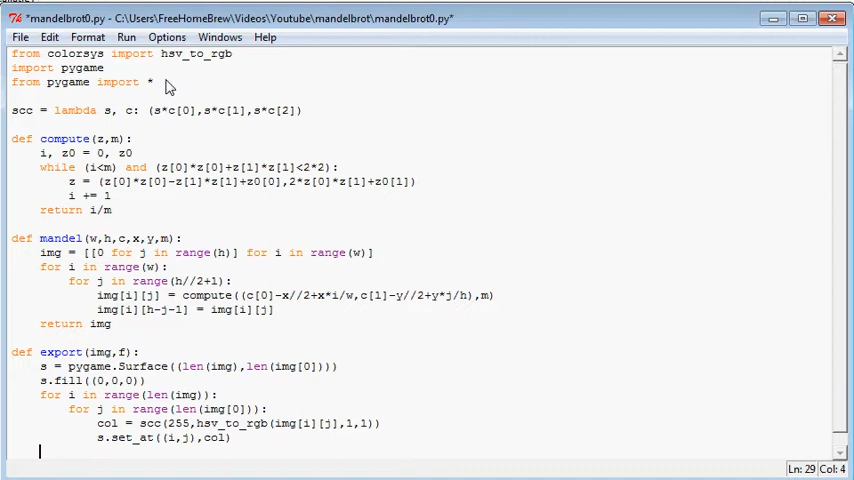 *mandelbrot0.py - C:\Users\FreeHomeBrew\Videos\Youtube\mandelbrot\mandelbrot0.py*
File Edit Format Run Options Windows Help
from colorsys import hsv_to_rgb
import pygame
from pygame import *
scc = lambda s, c: (s*c[0],s*c[1],s*c[2])
def compute(z,m):
    i, z0 = 0, z0
    while (i<m) and (z[0]*z[0]+z[1]*z[1]<2*2):
        z = (z[0]*z[0]-z[1]*z[1]+z0[0],2*z[0]*z[1]+z0[1])
        i += 1
    return i/m
def mandel(w,h,c,x,y,m):
    img = [[0 for j in range(h)] for i in range(w)]
    for i in range(w):
        for j in range(h//2+1):
            img[i][j] = compute((c[0]-x//2+x*i/w,c[1]-y//2+y*j/h),m)
            img[i][h-j-1] = img[i][j]
    return img
def export(img,f):
    s = pygame.Surface((len(img),len(img[0])))
    s.fill((0,0,0))
    for i in range(len(img)):
        for j in range(len(img[0])):
            col = scc(255,hsv_to_rgb(img[i][j],1,1))
            s.set_at((i,j),col)
Ln: 29 Col: 4